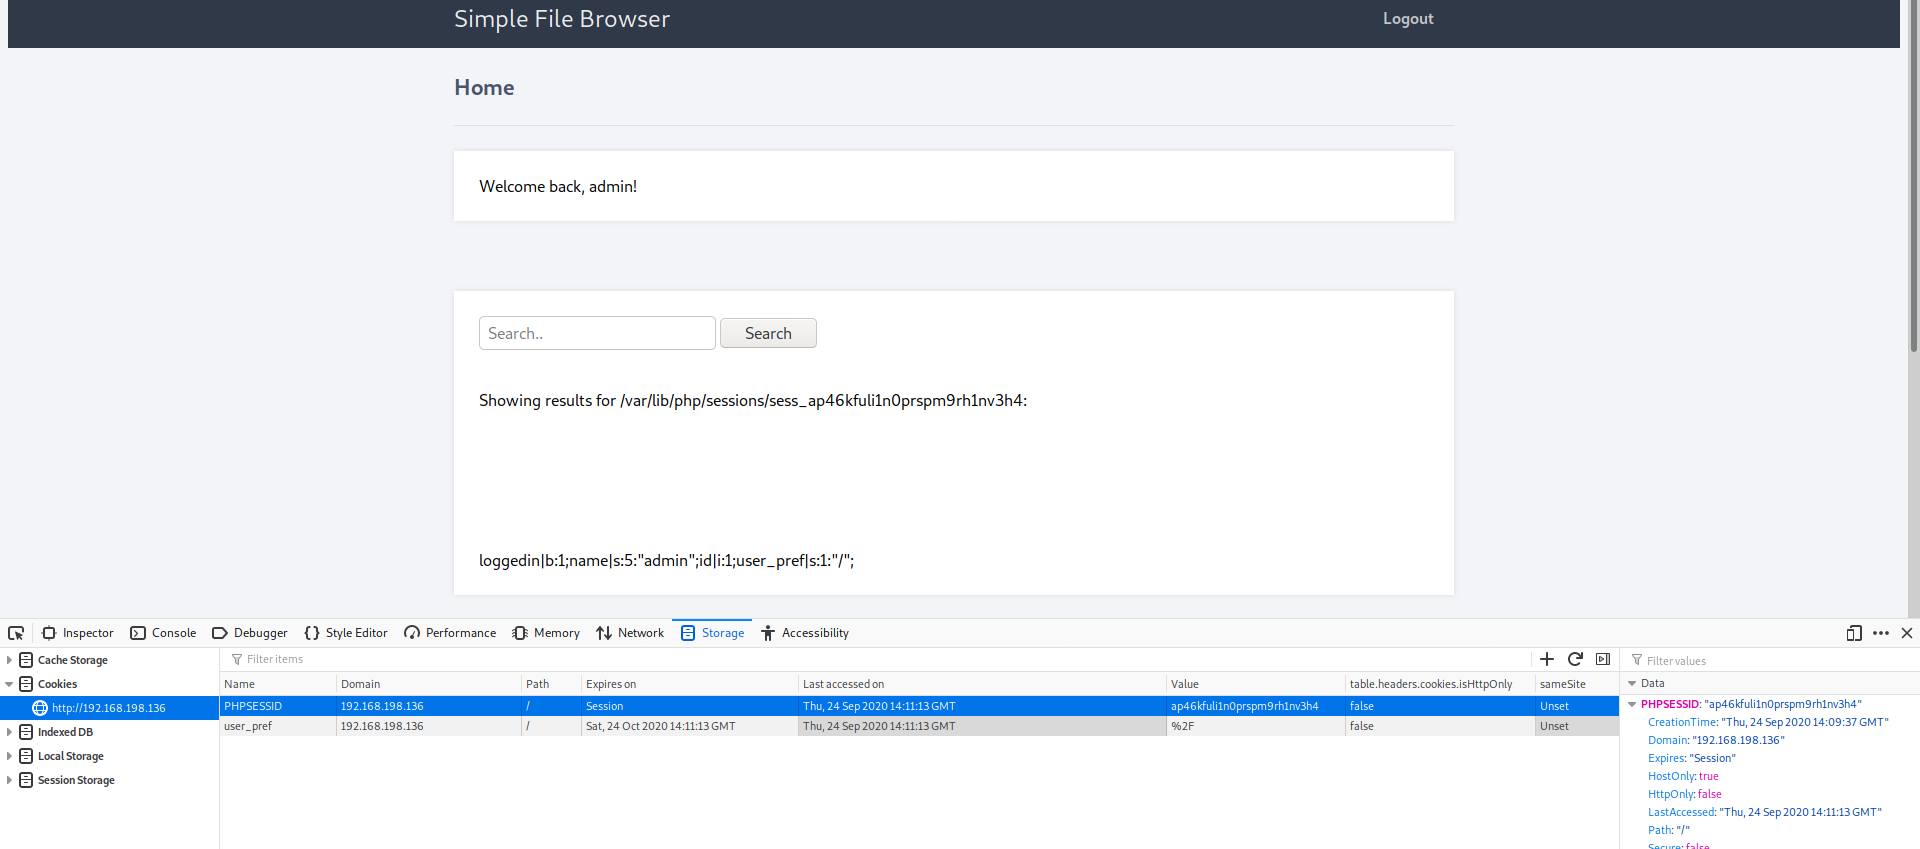 Simple File Browser
Logout
Home
Welcome back, admin!
Search..
Search
Showing results for /var/lib/php/sessions/sess_ap46kfuli1n0prspm9rh1nv3h4:
loggedin|b:1;name|s:5:"admin";id|i:1;user_pref|s:1:"/";
Inspector Console Debugger Style Editor Performance Memory Network Storage Accessibility
Cache Storage
Cookies
http://192.168.198.136
Indexed DB
Local Storage
Session Storage
Filter items
Name Domain Path Expires on Last accessed on Value table.headers.cookies.isHttpOnly sameSite
PHPSESSID 192.168.198.136 / Session Thu, 24 Sep 2020 14:11:13 GMT ap46kfuli1n0prspm9rh1nv3h4 false Unset
user_pref 192.168.198.136 / Sat, 24 Oct 2020 14:11:13 GMT Thu, 24 Sep 2020 14:11:13 GMT %2F false Unset
Filter values
Data
PHPSESSID: "ap46kfuli1n0prspm9rh1nv3h4"
CreationTime: "Thu, 24 Sep 2020 14:09:37 GMT"
Domain: "192.168.198.136"
Expires: "Session"
HostOnly: true
HttpOnly: false
LastAccessed: "Thu, 24 Sep 2020 14:11:13 GMT"
Path: "/"
Secure: false